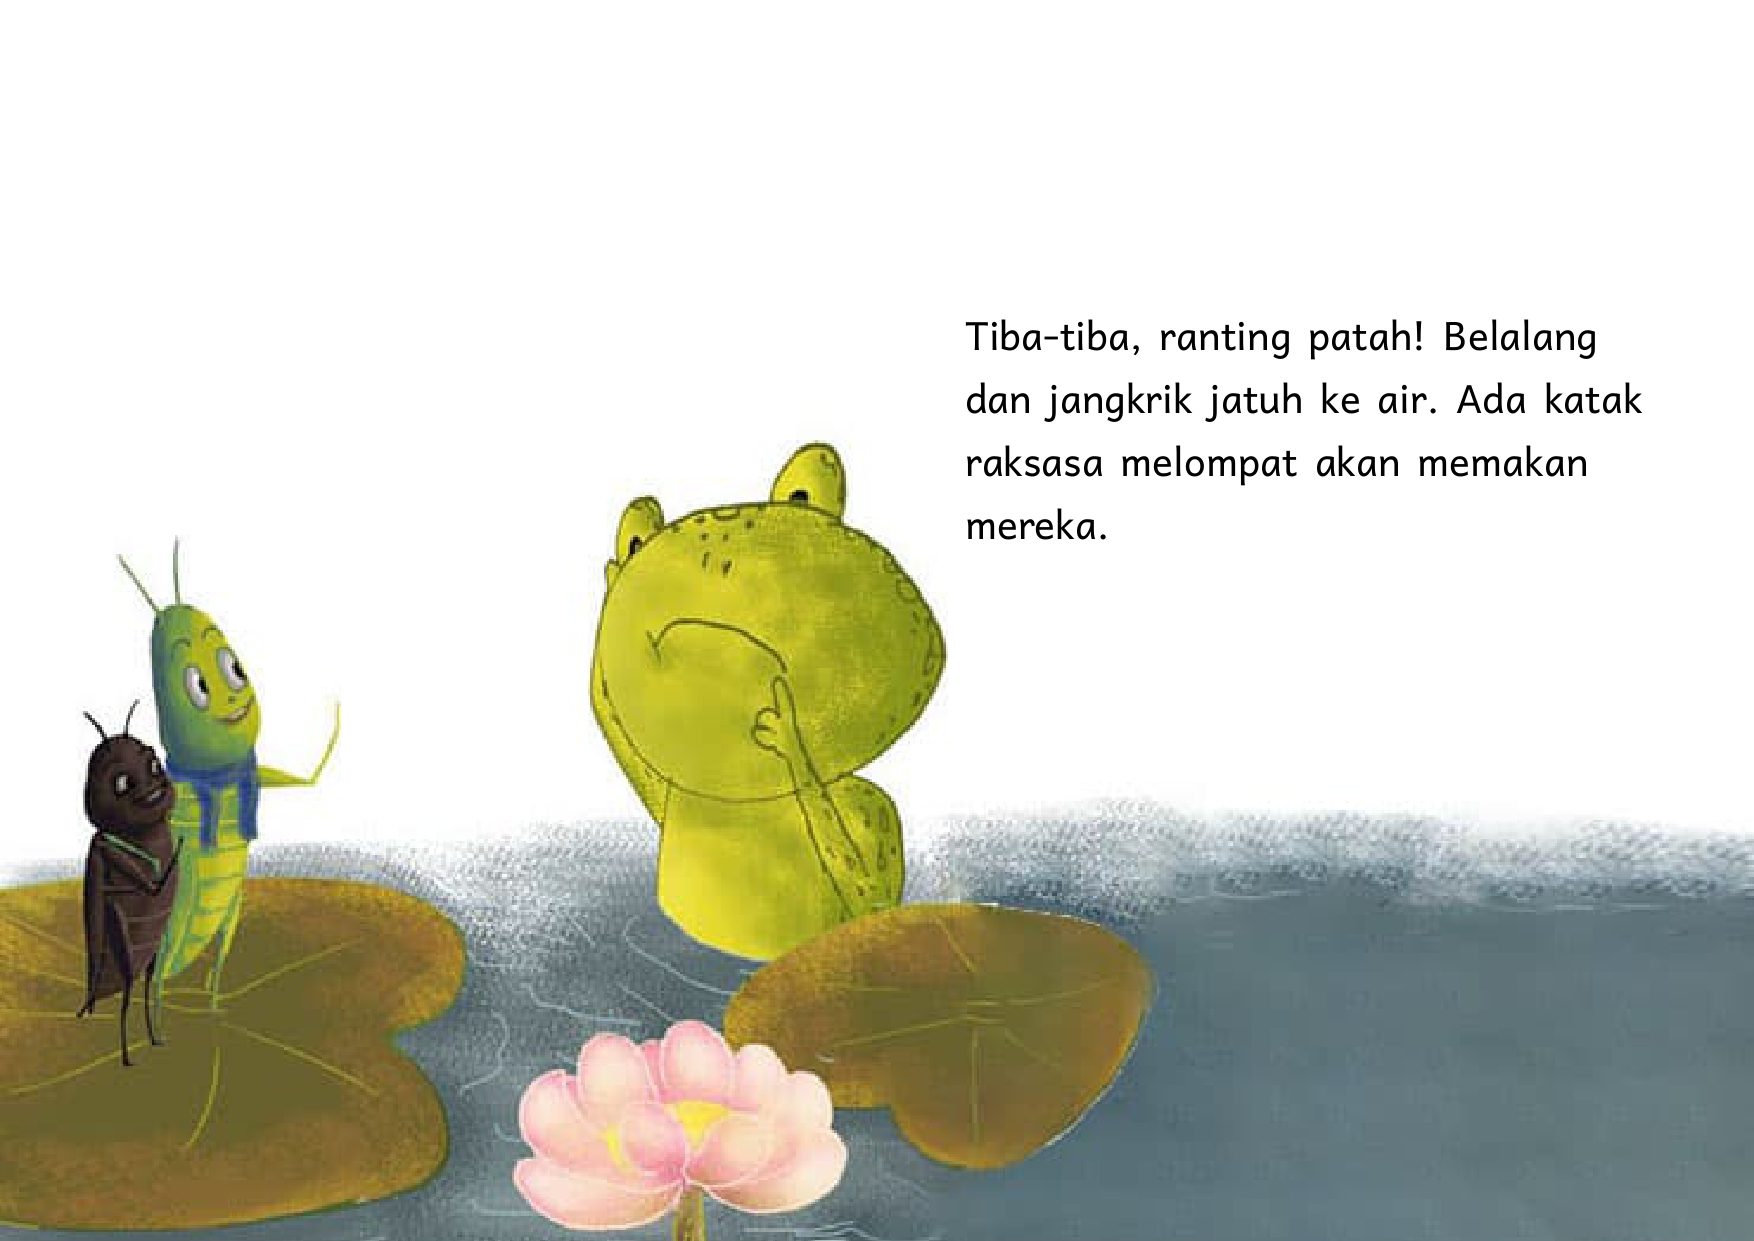 Tiba-tiba, ranting patah! Belalang
dan jangkrik jatuh ke air. Ada katak
raksasa melompat akan memakan
mereka.